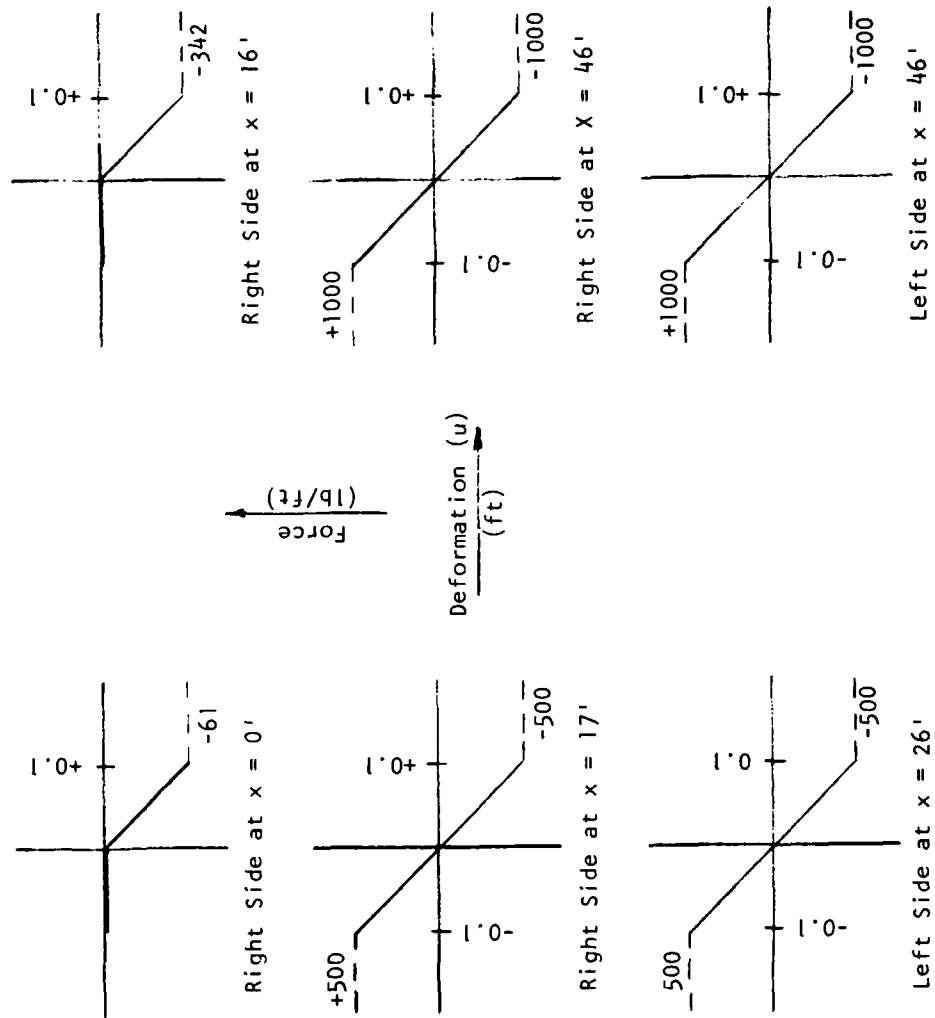 +0.1
-61
Right Side at x = 0'
+500
-0.1
+0.1
-500
Right Side at x = 17'
500
-0.1
0.1
-500
Left Side at x = 26'
Force
(lb/ft)
Deformation (u)
(ft)
+0.1
-342
Right Side at x = 16'
+1000
-0.1
+0.1
-1000
Right Side at X = 46'
+1000
-0.1
+0.1
-1000
Left Side at x = 46'